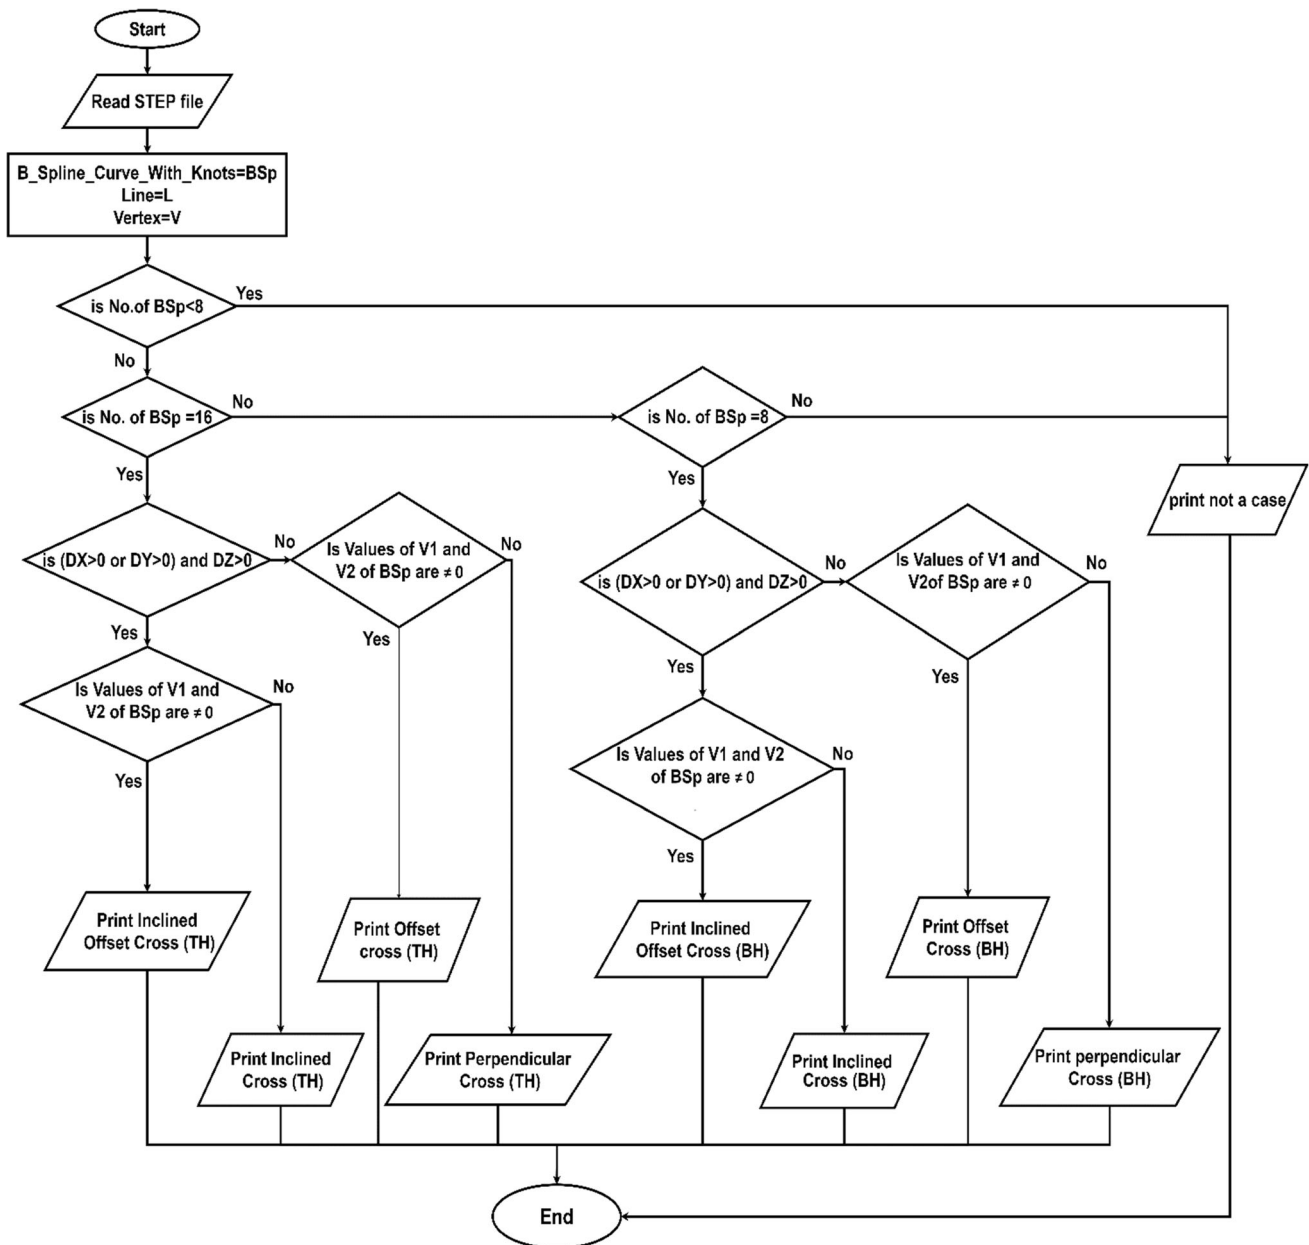 Start
Read STEP file
B_Spline_Curve_With_Knots=BSp
Line=L
Vertex=V
is No.of BSp<8
Yes
No
is No. of BSp =16
No
is No. of BSp =8
No
Yes
Yes
print not a case
is (DX>0 or DY>0) and DZ>0
No
Is Values of V1 and
V2 of BSp are ≠ 0
No
is (DX>0 or DY>0) and DZ>0
No
Is Values of V1 and
V2of BSp are ≠ 0
No
Yes
Yes
Yes
Yes
Is Values of V1 and
V2 of BSp are ≠ 0
No
Is Values of V1 and V2
of BSp are ≠ 0
No
Yes
Yes
Print Inclined
Offset Cross (TH)
Print Offset
cross (TH)
Print Inclined
Offset Cross (BH)
Print Offset
Cross (BH)
Print Inclined
Cross (TH)
Print Perpendicular
Cross (TH)
Print Inclined
Cross (BH)
Print perpendicular
Cross (BH)
End